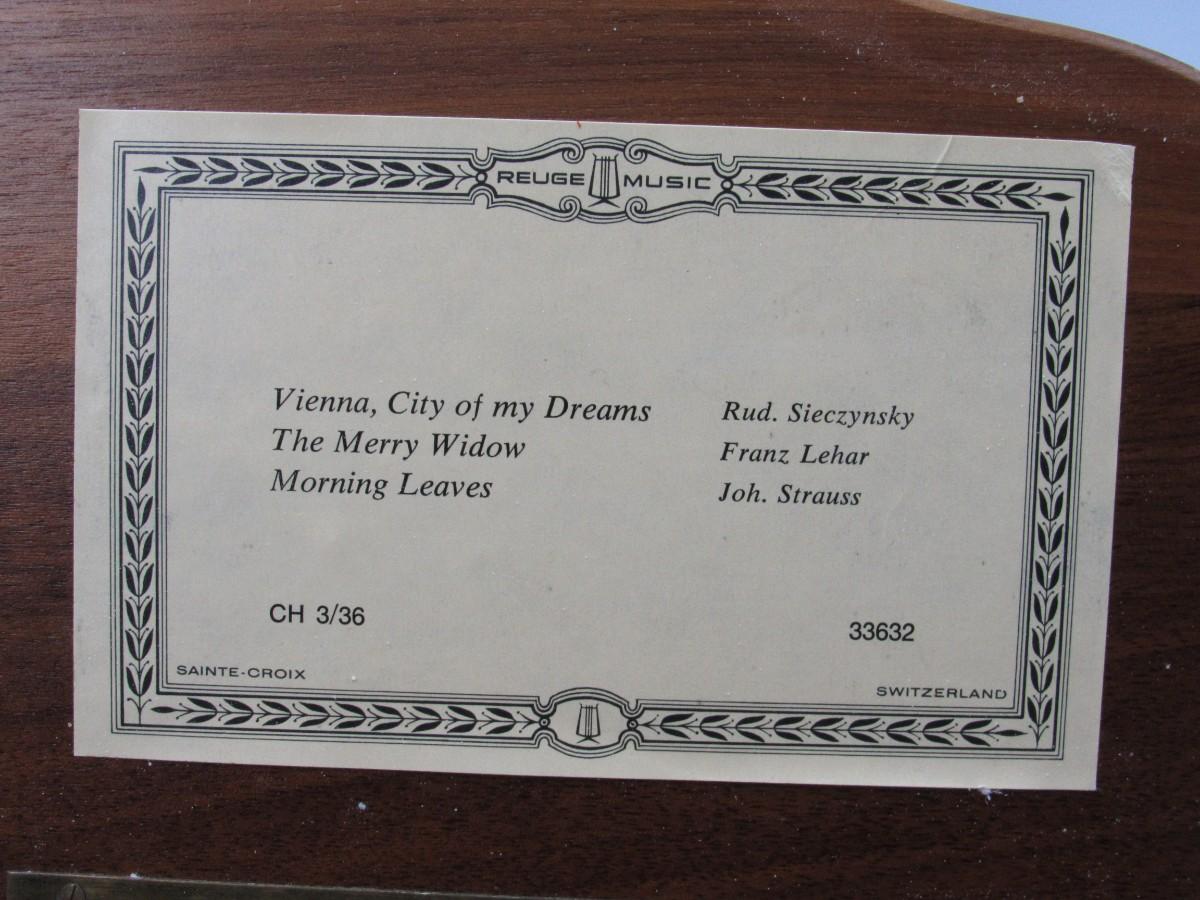 REUGE MUSIC
Vienna, City of my Dreams Rud. Sieczynsky
The Merry Widow Franz Lehar
Morning Leaves Joh. Strauss
CH 3/36 33632
SAINTE-CROIX SWITZERLAND